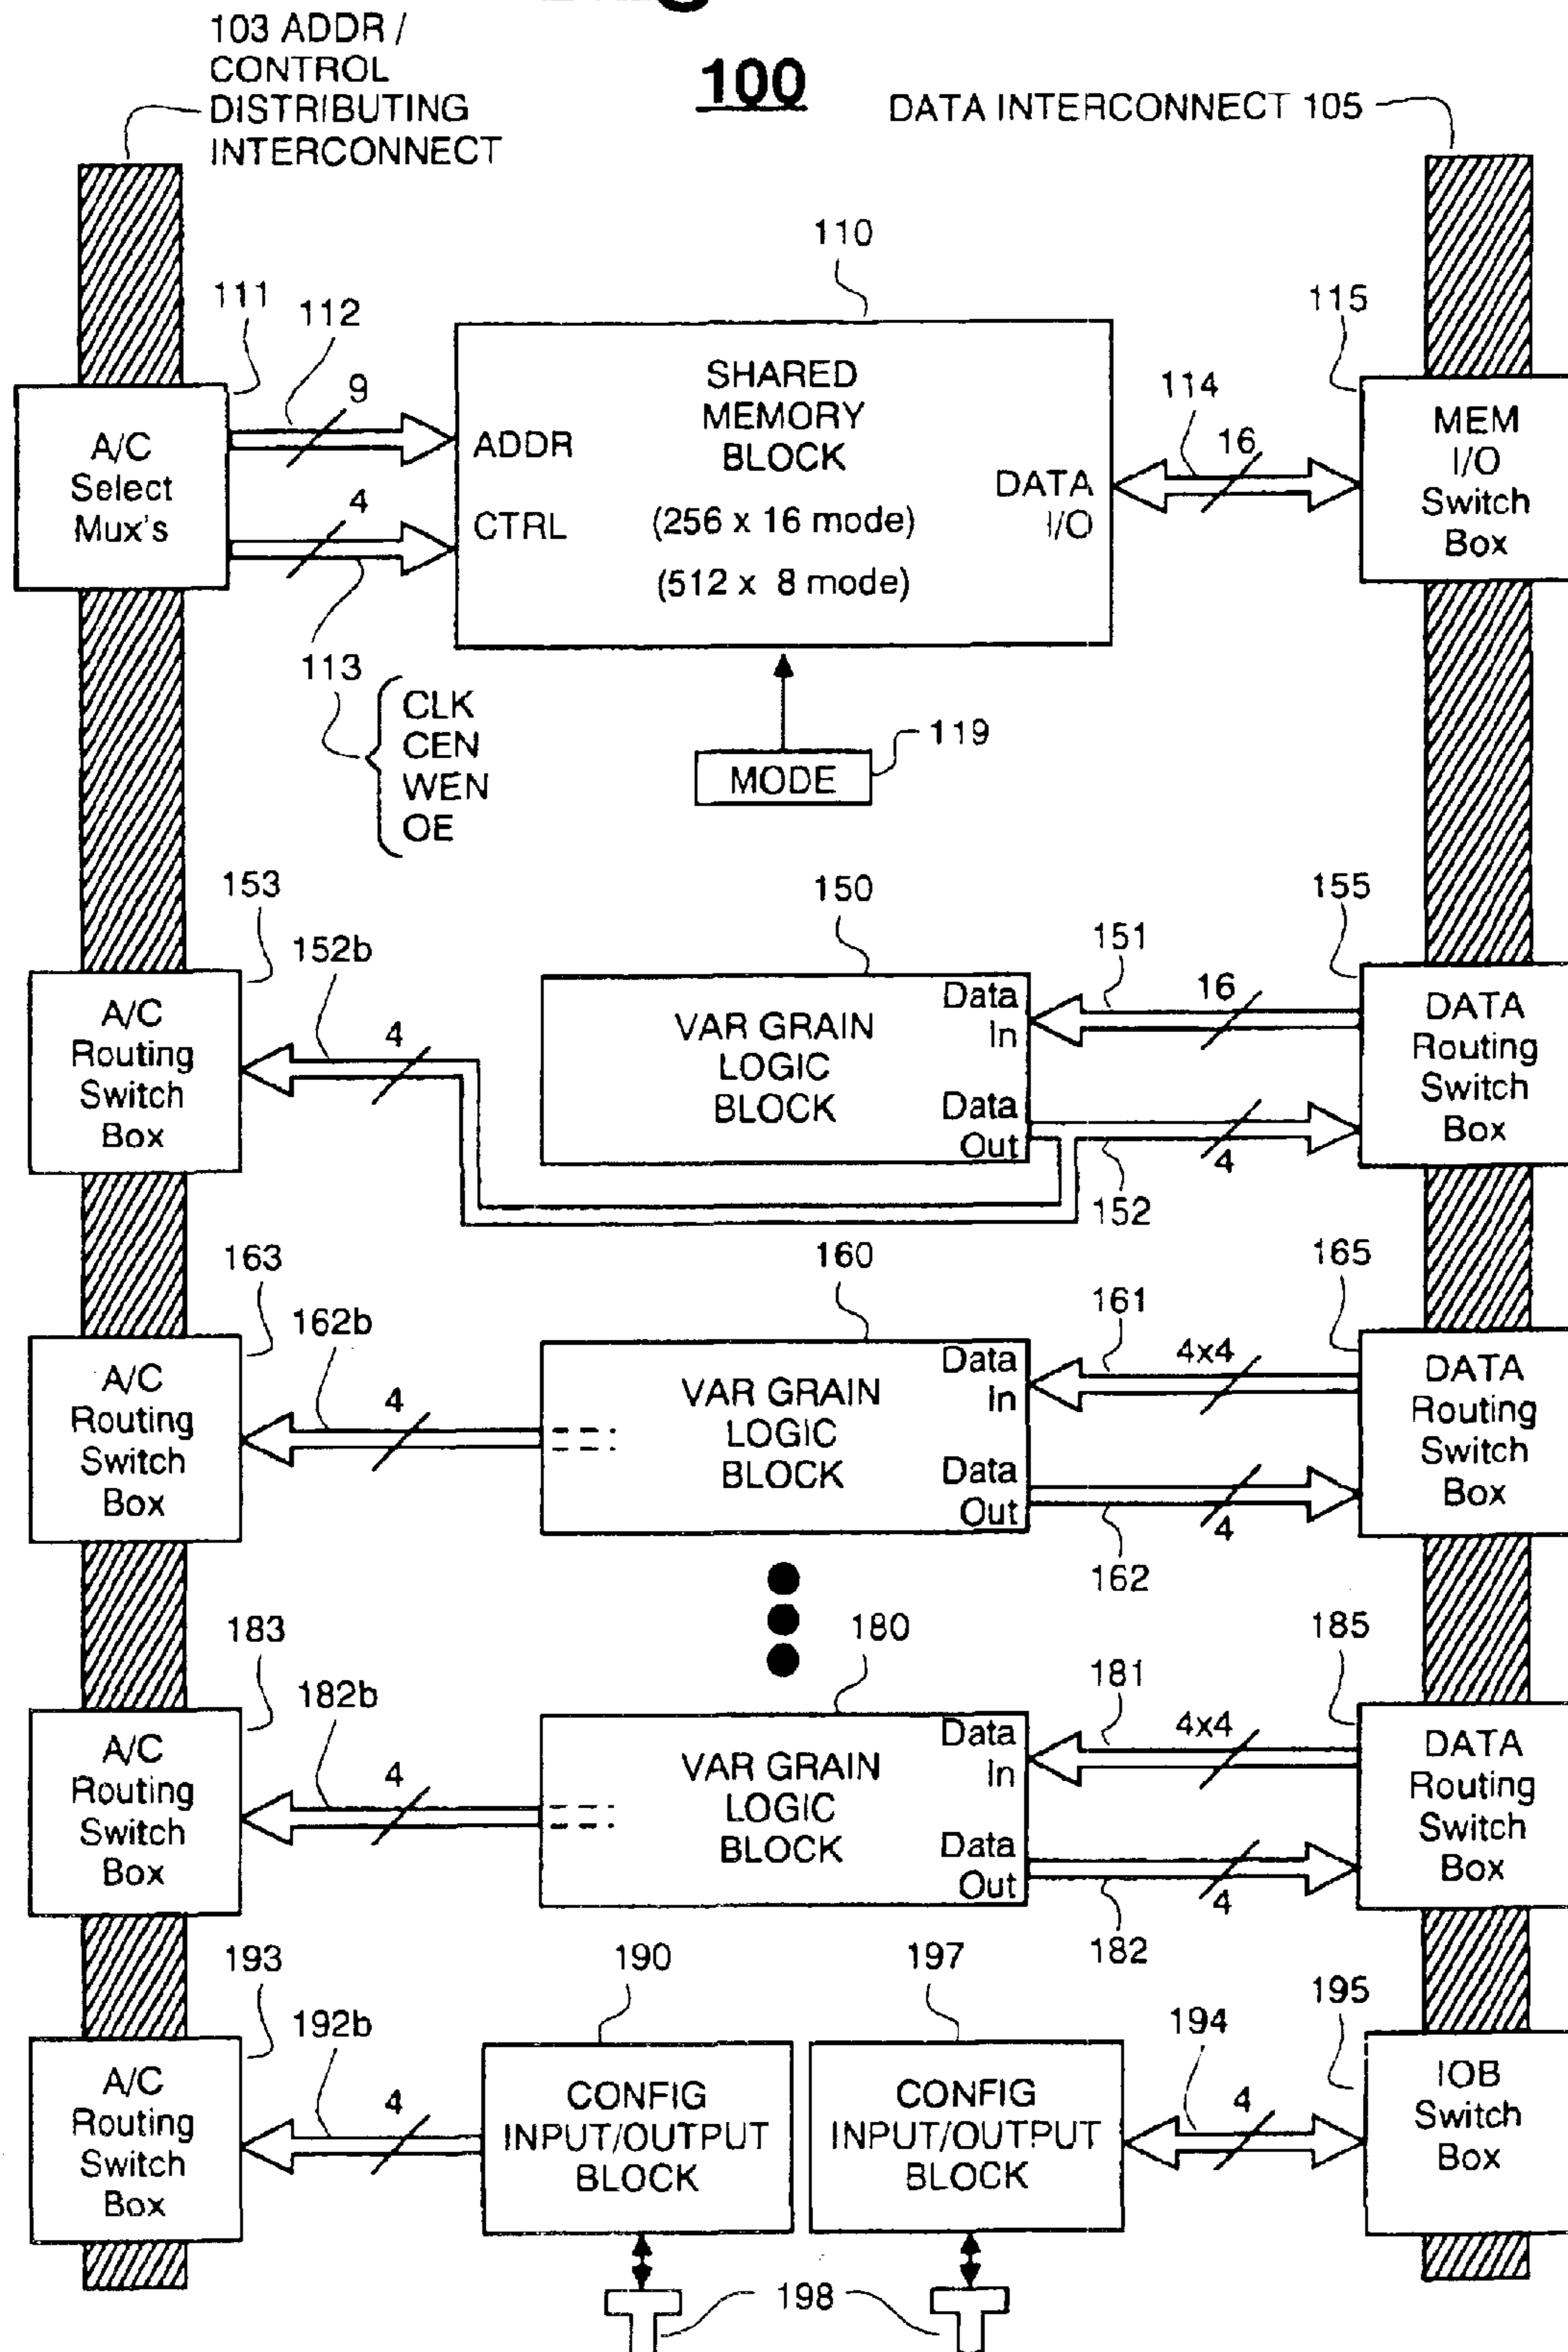 103 ADDR /
CONTROL
DISTRIBUTING
INTERCONNECT
100
DATA INTERCONNECT 105
110
111
112
115
9
114
16
4
A/C
Select
Mux's
ADDR
CTRL
SHARED
MEMORY
BLOCK
(256 x 16 mode)
(512 x 8 mode)
DATA
I/O
MEM
I/O
Switch
Box
113
CLK
CEN
WEN
OE
119
MODE
153
152b
150
151
155
A/C
Routing
Switch
Box
4
VAR GRAIN
LOGIC
BLOCK
Data
In
Data
Out
16
4
152
DATA
Routing
Switch
Box
163
162b
160
161
165
A/C
Routing
Switch
Box
4
VAR GRAIN
LOGIC
BLOCK
Data
In
Data
Out
4x4
4
162
DATA
Routing
Switch
Box
183
182b
180
181
185
A/C
Routing
Switch
Box
4
VAR GRAIN
LOGIC
BLOCK
Data
In
Data
Out
4x4
4
182
DATA
Routing
Switch
Box
193
192b
190
197
194
195
A/C
Routing
Switch
Box
4
CONFIG
INPUT/OUTPUT
BLOCK
CONFIG
INPUT/OUTPUT
BLOCK
4
IOB
Switch
Box
198